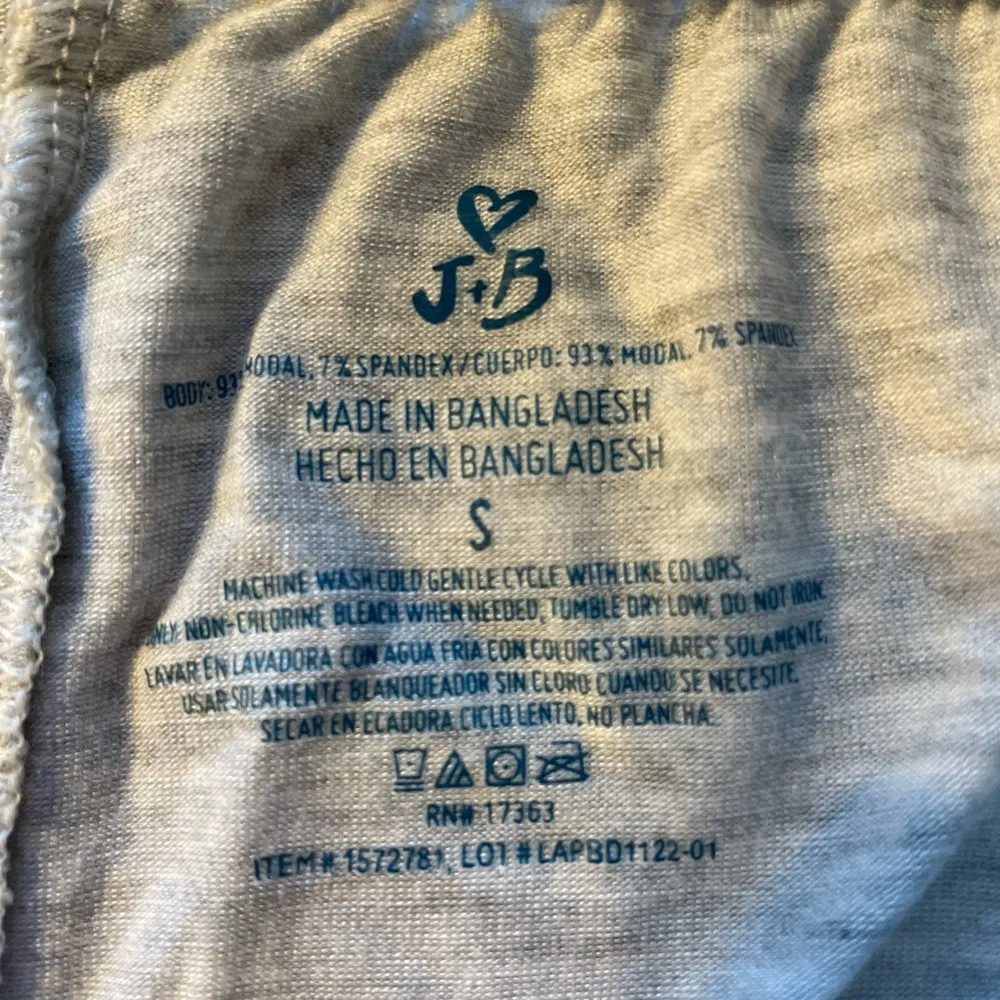 J+B
BODY: 93% MODAL, 7% SPANDEX/CUERPO: 93% MODAL, 7% SPANDEX
MADE IN BANGLADESH
HECHO EN BANGLADESH
S
MACHINE WASH COLD GENTLE CYCLE WITH LIKE COLORS,
ONLY NON-CHLORINE BLEACH WHEN NEEDED, TUMBLE DRY LOW, DO NOT IRON.
LAVAR EN LAVADORA CON AGUA FRIA CON COLORES SIMILARES SOLAMENTE,
USAR SOLAMENTE BLANQUEADOR SIN CLORO CUANDO SE NECESITE.
SECAR EN ECADORA CICLO LENTO, NO PLANCHA.
RN# 17363
ITEM# 1572781, LOT # LAPBD1122-01